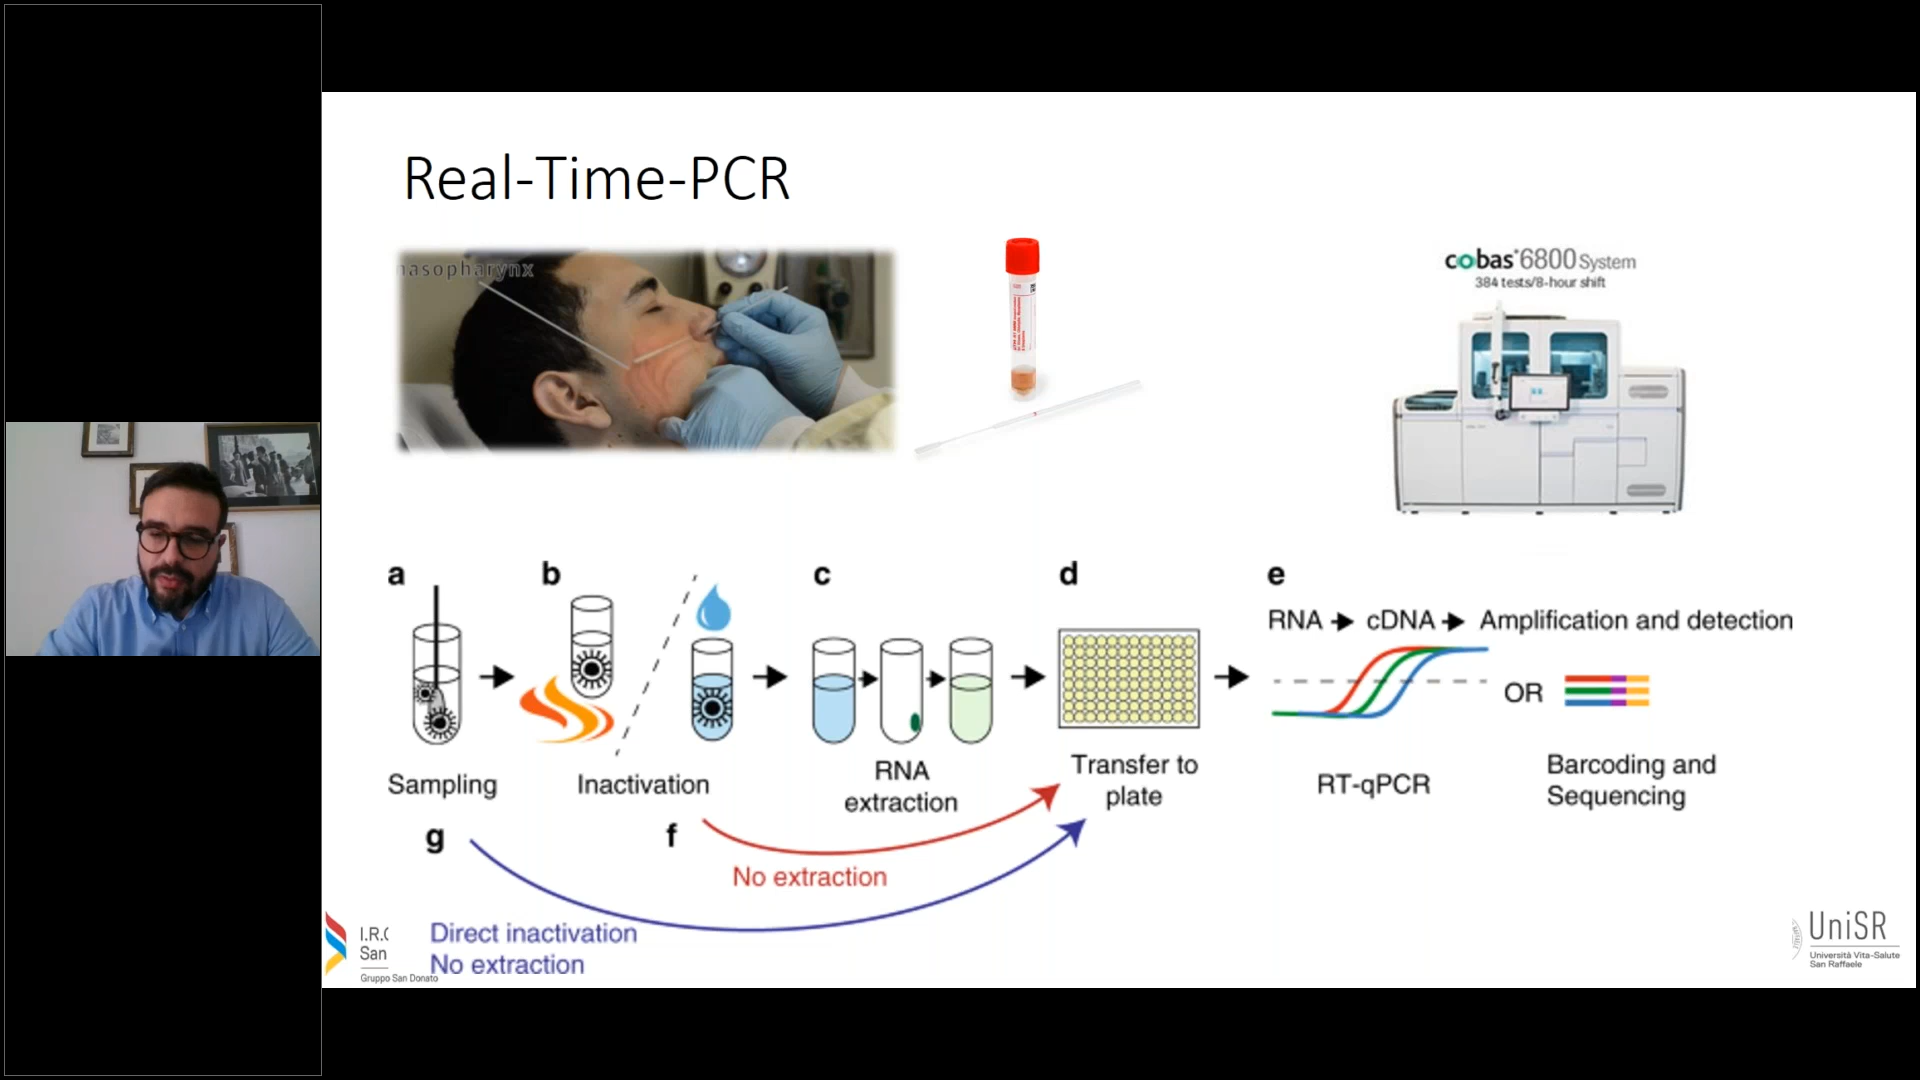 Real-Time-PCR
nasopharynx
cobas 6800 System
384 tests/8-hour shift
a
b
c
d
e
RNA cDNA Amplification and detection
OR
Sampling
Inactivation
RNA
extraction
Transfer to
plate
RT-qPCR
Barcoding and
Sequencing
g
f
No extraction
Direct inactivation
No extraction
I.R.C
San
Gruppo San Donato
UniSR
Università Vita-Salute
San Raffaele